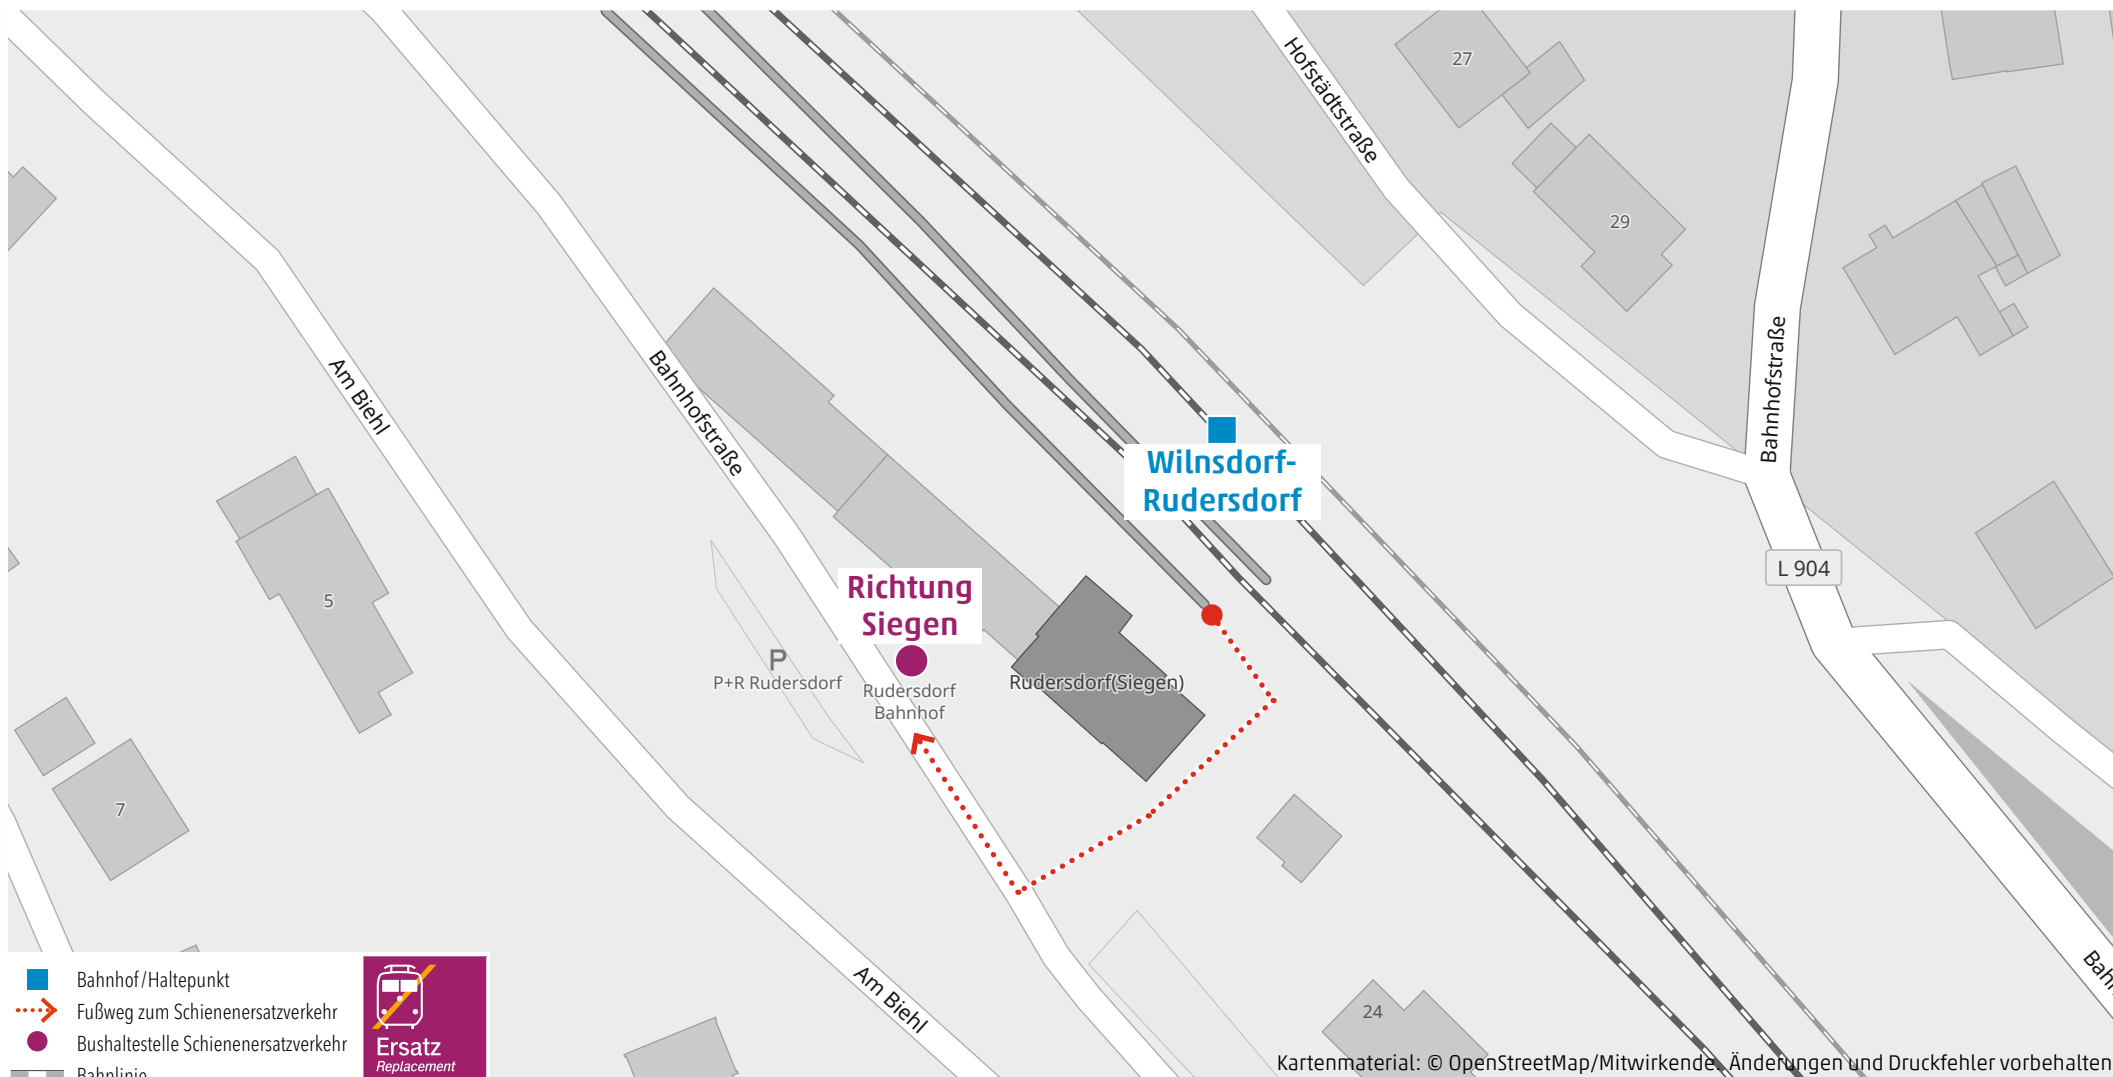 Hofstädtstraße
27
29
Bahnhofstraße
Am Biehl
Bahnhofstraße
Wilnsdorf-
Rudersdorf
L 904
5
Richtung
Siegen
P
P+R Rudersdorf
Rudersdorf
Bahnhof
Rudersdorf(Siegen)
7
Am Biehl
24
Bahn
Bahnhof/Haltepunkt
Fußweg zum Schienenersatzverkehr
Bushaltestelle Schienenersatzverkehr
Bahnlinie
Ersatz
Replacement
Kartenmaterial: © OpenStreetMap/Mitwirkende. Änderungen und Druckfehler vorbehalten